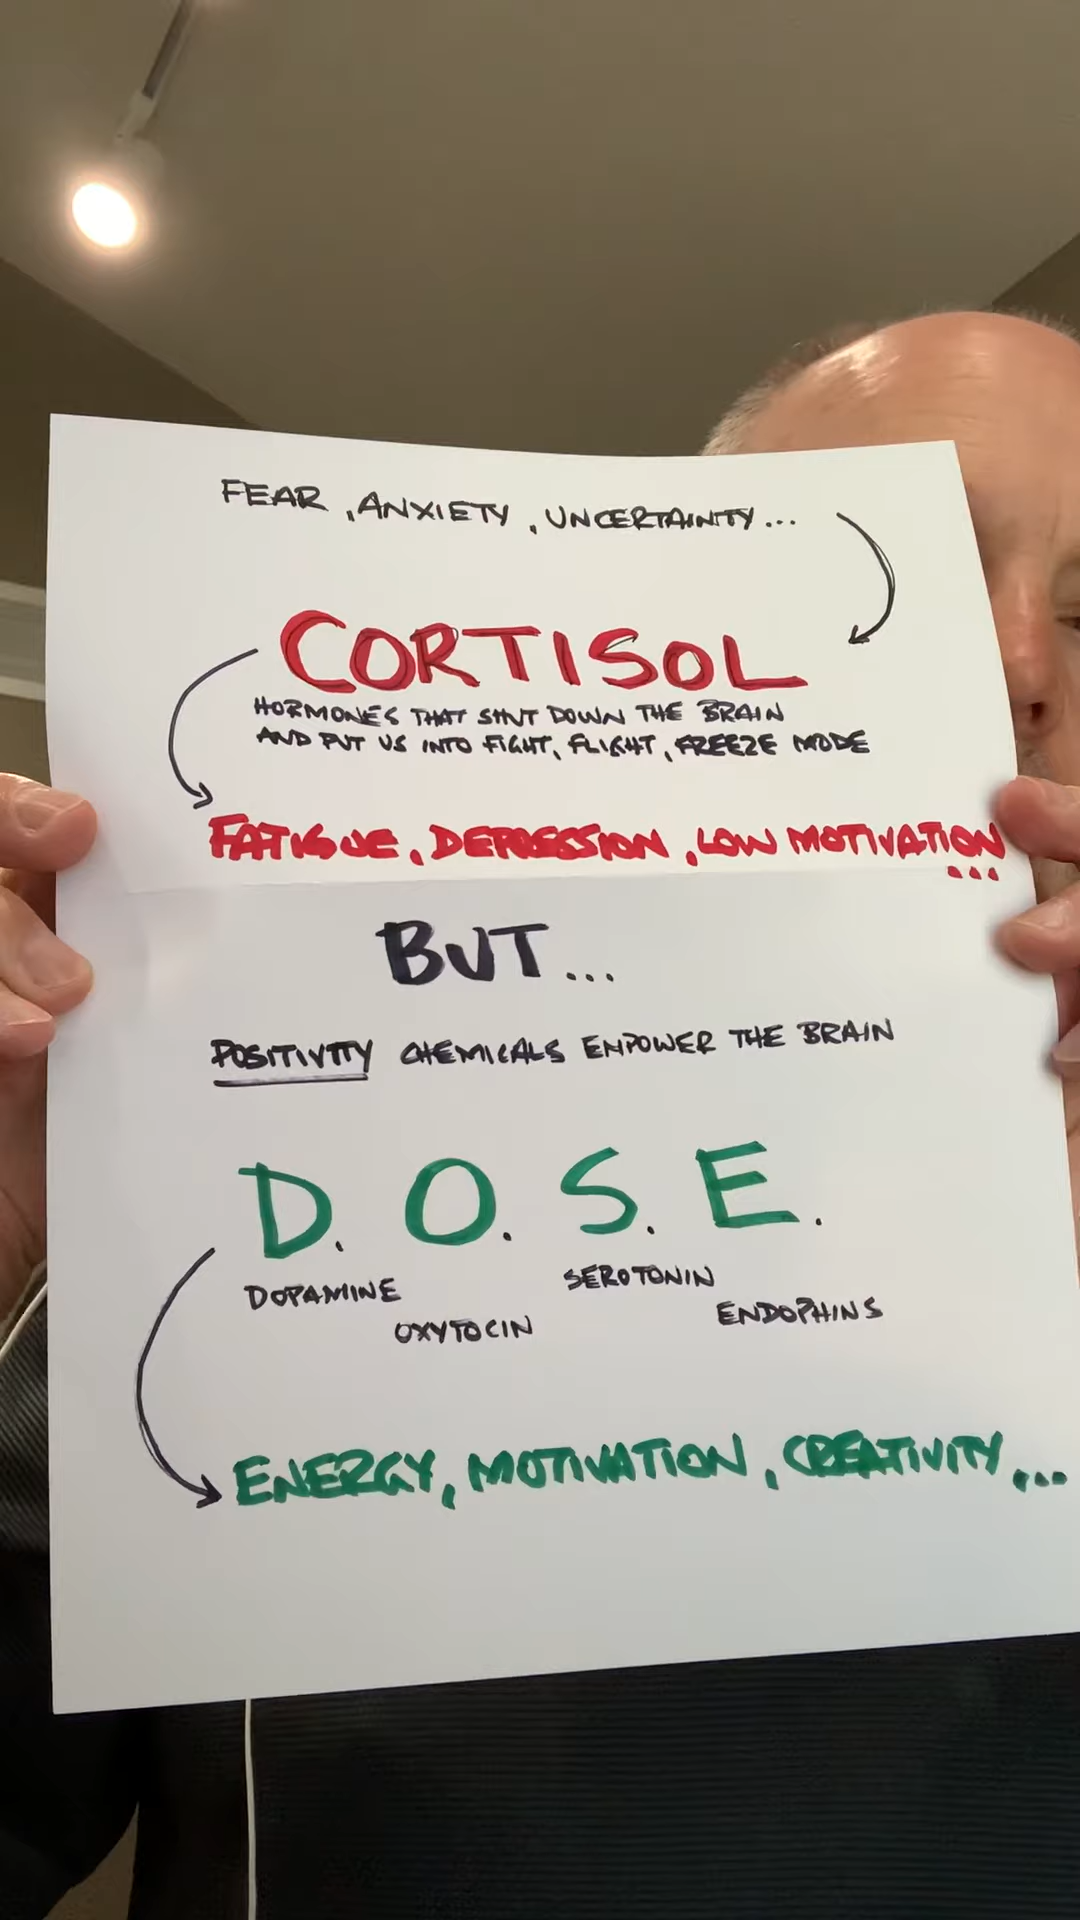 FEAR, ANXIETY, UNCERTAINTY...
CORTISOL
HORMONES THAT SHUT DOWN THE BRAIN
AND PUT US INTO FIGHT, FLIGHT, FREEZE MODE
FATIGUE, DEPRESSION, LOW MOTIVATION
...
BUT...
POSITIVITY CHEMICALS EMPOWER THE BRAIN
D. O. S. E.
DOPAMINE
OXYTOCIN
SEROTONIN
ENDOPHINS
ENERGY, MOTIVATION, CREATIVITY...